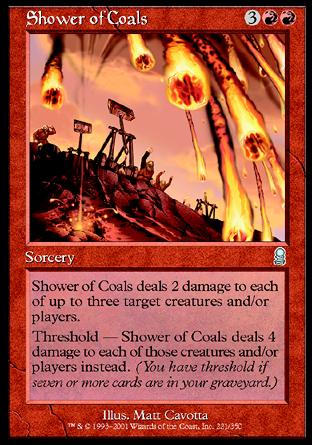 Shower of Coals 3
Sorcery
Shower of Coals deals 2 damage to each
of up to three target creatures and/or
players.
Threshold — Shower of Coals deals 4
damage to each of those creatures and/or
players instead. (You have threshold if
seven or more cards are in your graveyard.)
Illus. Matt Cavotta
™ & © 1993–2001 Wizards of the Coast, Inc. 221/350